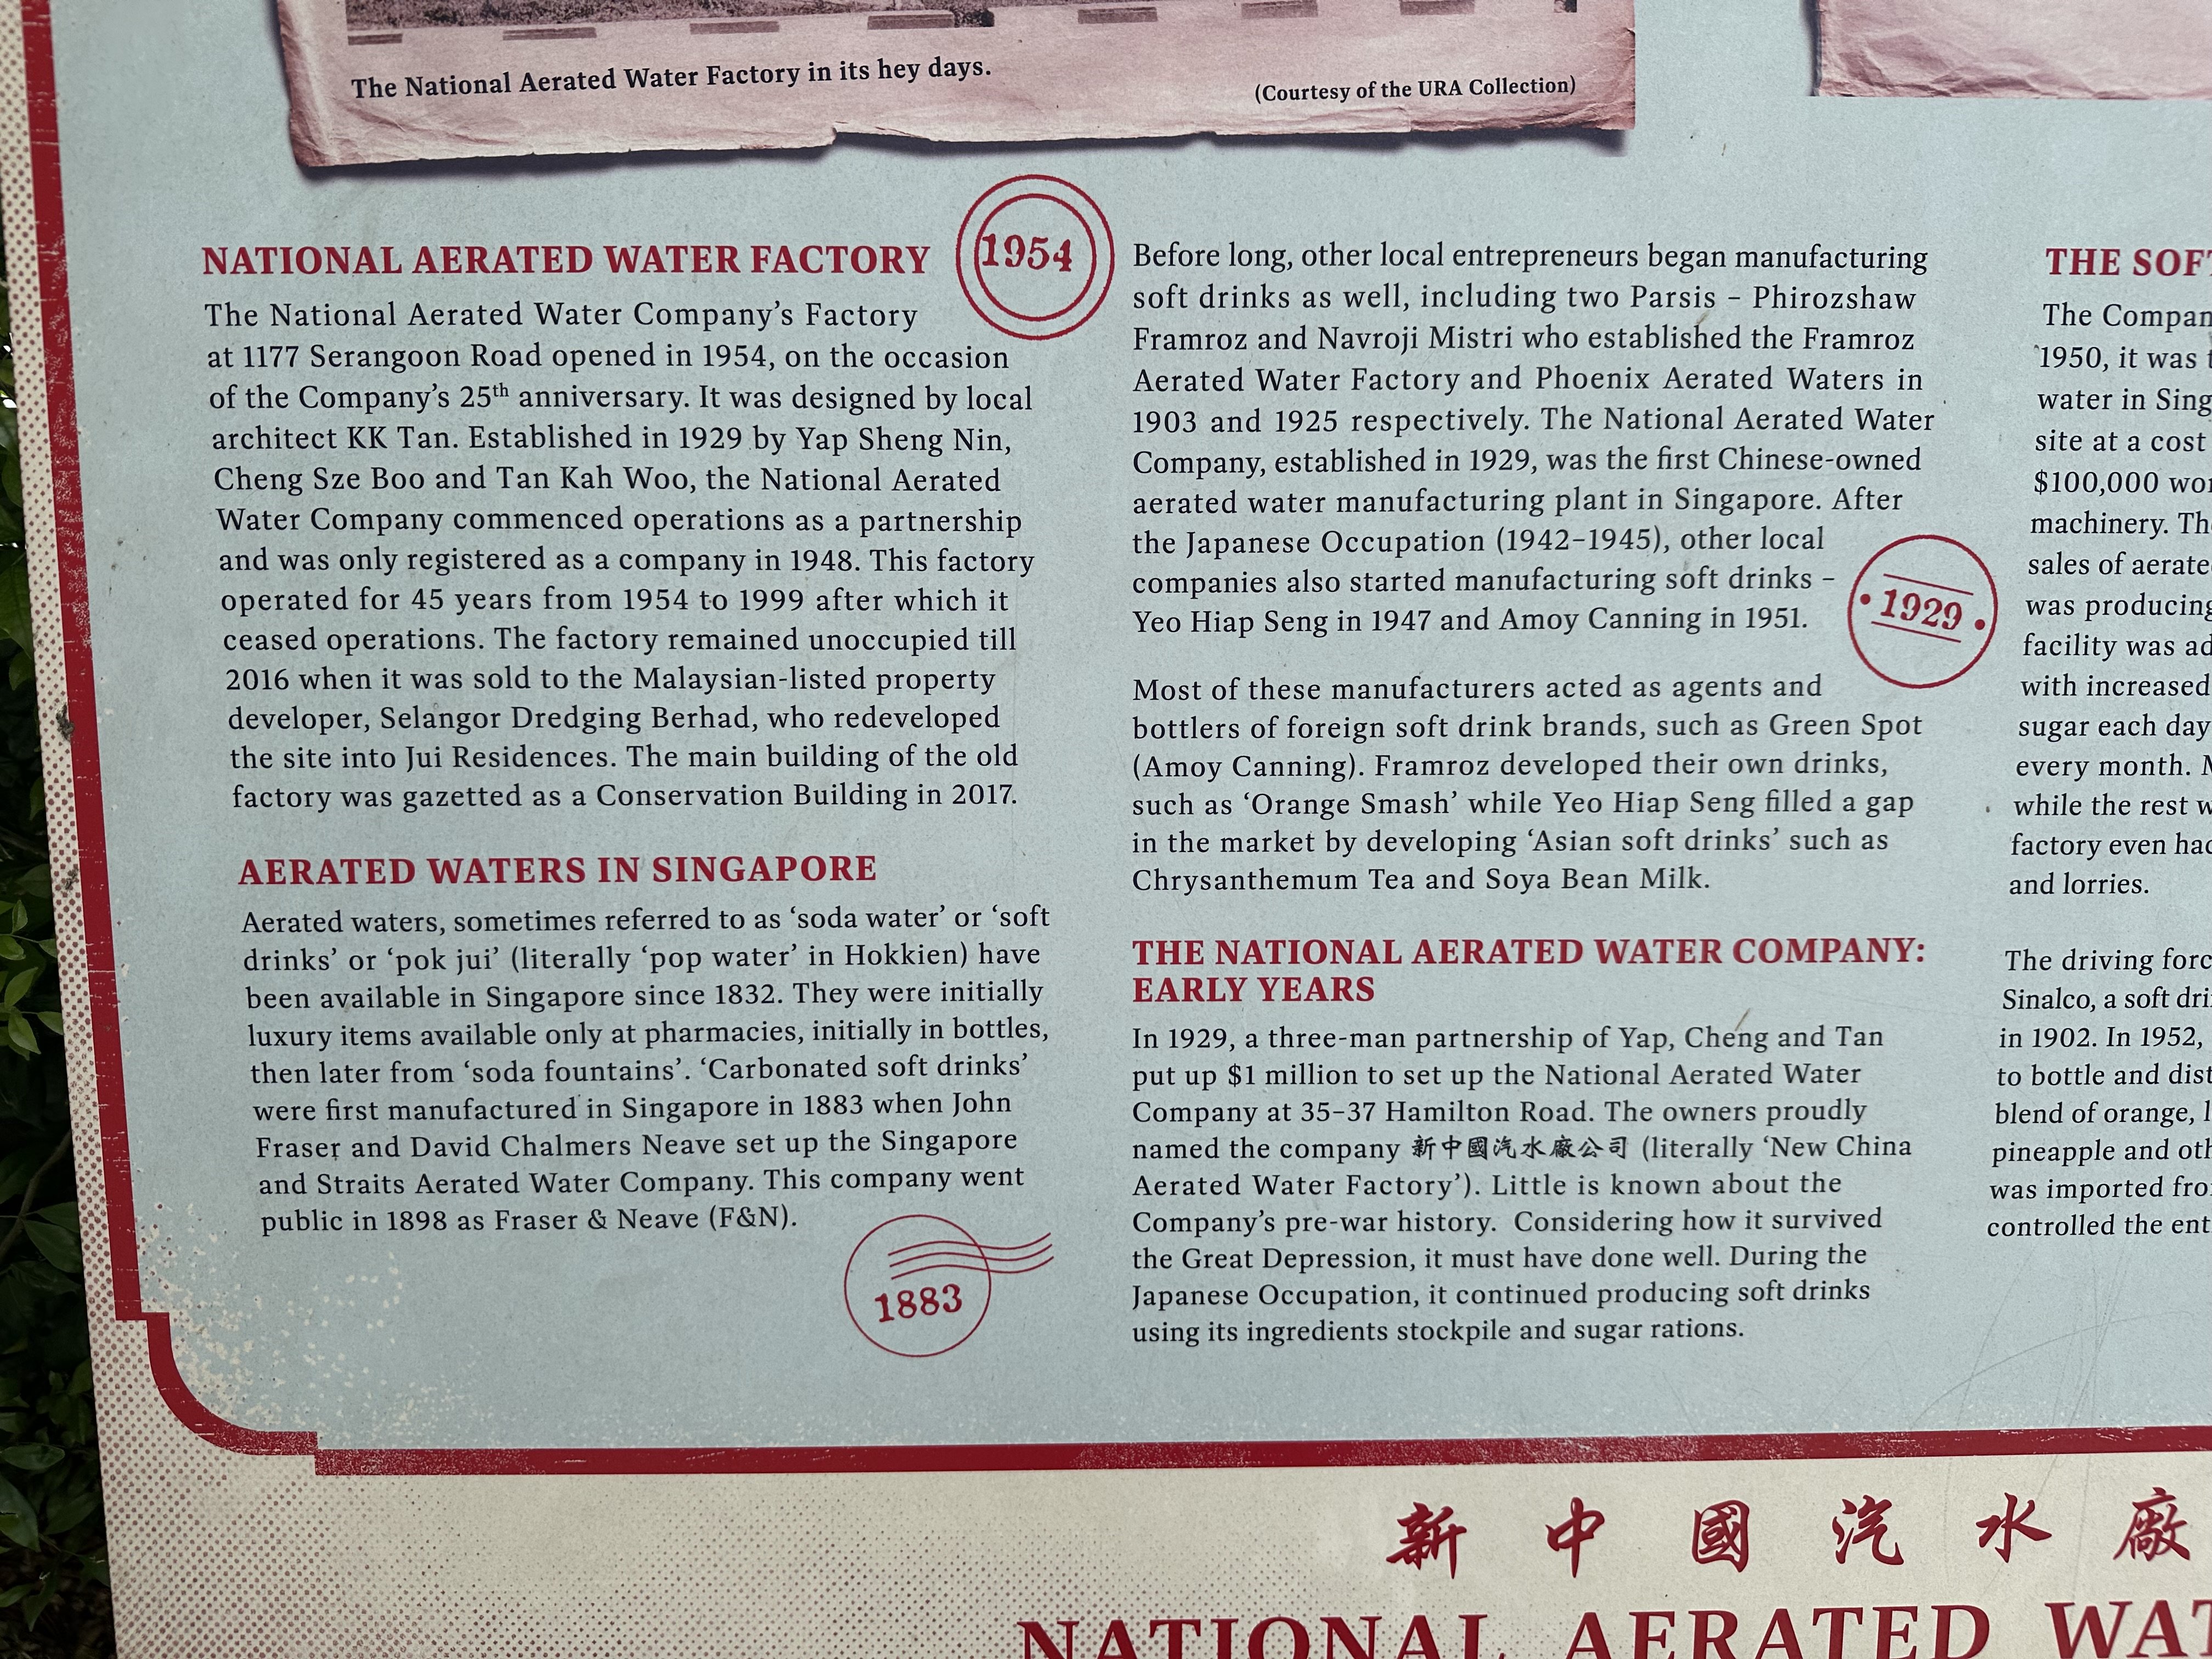 The National Aerated Water Factory in its hey days.
(Courtesy of the URA Collection)
NATIONAL AERATED WATER FACTORY
1954
The National Aerated Water Company's Factory
at 1177 Serangoon Road opened in 1954, on the occasion
of the Company's 25th anniversary. It was designed by local
architect KK Tan. Established in 1929 by Yap Sheng Nin,
Cheng Sze Boo and Tan Kah Woo, the National Aerated
Water Company commenced operations as a partnership
and was only registered as a company in 1948. This factory
operated for 45 years from 1954 to 1999 after which it
ceased operations. The factory remained unoccupied till
2016 when it was sold to the Malaysian-listed property
developer, Selangor Dredging Berhad, who redeveloped
the site into Jui Residences. The main building of the old
factory was gazetted as a Conservation Building in 2017.
AERATED WATERS IN SINGAPORE
Aerated waters, sometimes referred to as 'soda water' or 'soft
drinks' or 'pok jui' (literally 'pop water' in Hokkien) have
been available in Singapore since 1832. They were initially
luxury items available only at pharmacies, initially in bottles,
then later from 'soda fountains'. 'Carbonated soft drinks'
were first manufactured in Singapore in 1883 when John
Fraser and David Chalmers Neave set up the Singapore
and Straits Aerated Water Company. This company went
public in 1898 as Fraser & Neave (F&N).
1883
Before long, other local entrepreneurs began manufacturing
soft drinks as well, including two Parsis – Phirozshaw
Framroz and Navroji Mistri who established the Framroz
Aerated Water Factory and Phoenix Aerated Waters in
1903 and 1925 respectively. The National Aerated Water
Company, established in 1929, was the first Chinese-owned
aerated water manufacturing plant in Singapore. After
the Japanese Occupation (1942–1945), other local
companies also started manufacturing soft drinks –
Yeo Hiap Seng in 1947 and Amoy Canning in 1951.
1929
Most of these manufacturers acted as agents and
bottlers of foreign soft drink brands, such as Green Spot
(Amoy Canning). Framroz developed their own drinks,
such as 'Orange Smash' while Yeo Hiap Seng filled a gap
in the market by developing 'Asian soft drinks' such as
Chrysanthemum Tea and Soya Bean Milk.
THE NATIONAL AERATED WATER COMPANY:
EARLY YEARS
In 1929, a three-man partnership of Yap, Cheng and Tan
put up $1 million to set up the National Aerated Water
Company at 35–37 Hamilton Road. The owners proudly
named the company 新中國汽水廠公司 (literally 'New China
Aerated Water Factory'). Little is known about the
Company's pre-war history. Considering how it survived
the Great Depression, it must have done well. During the
Japanese Occupation, it continued producing soft drinks
using its ingredients stockpile and sugar rations.
THE
The
1950, it was
water in
site at a cost
$100,000
machinery.
sales of
was producing
facility was
with increased
sugar each day
every month.
while the rest
factory even had
and lorries.
The driving
Sinalco, a soft
in 1902. In 1952,
to bottle and
blend of orange,
pineapple and
was imported
controlled the
新中國汽水廠
NATIONAL AERATED